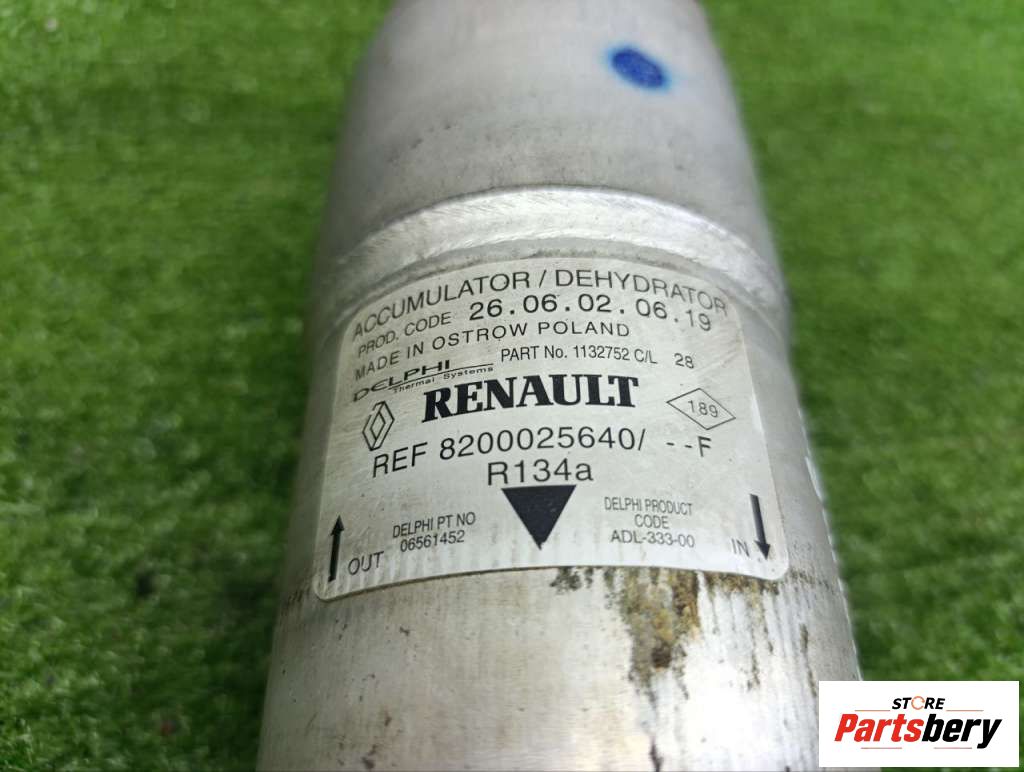 ACCUMULATOR / DEHYDRATOR
PROD. CODE 26.06.02.06.19
MADE IN OSTROW POLAND
DELPHI PART No. 1132752 C/L 28
Thermal Systems
RENAULT
189
REF 8200025640/ --F
R134a
DELPHI PT NO
06561452
DELPHI PRODUCT
CODE
ADL-333-00
OUT
IN
STORE
Partsbery